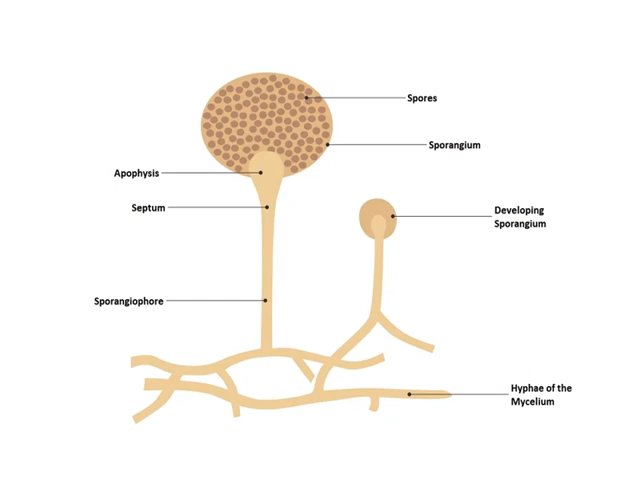 Spores
Sporangium
Apophysis
Septum
Developing
Sporangium
Sporangiophore
Hyphae of the
Mycelium